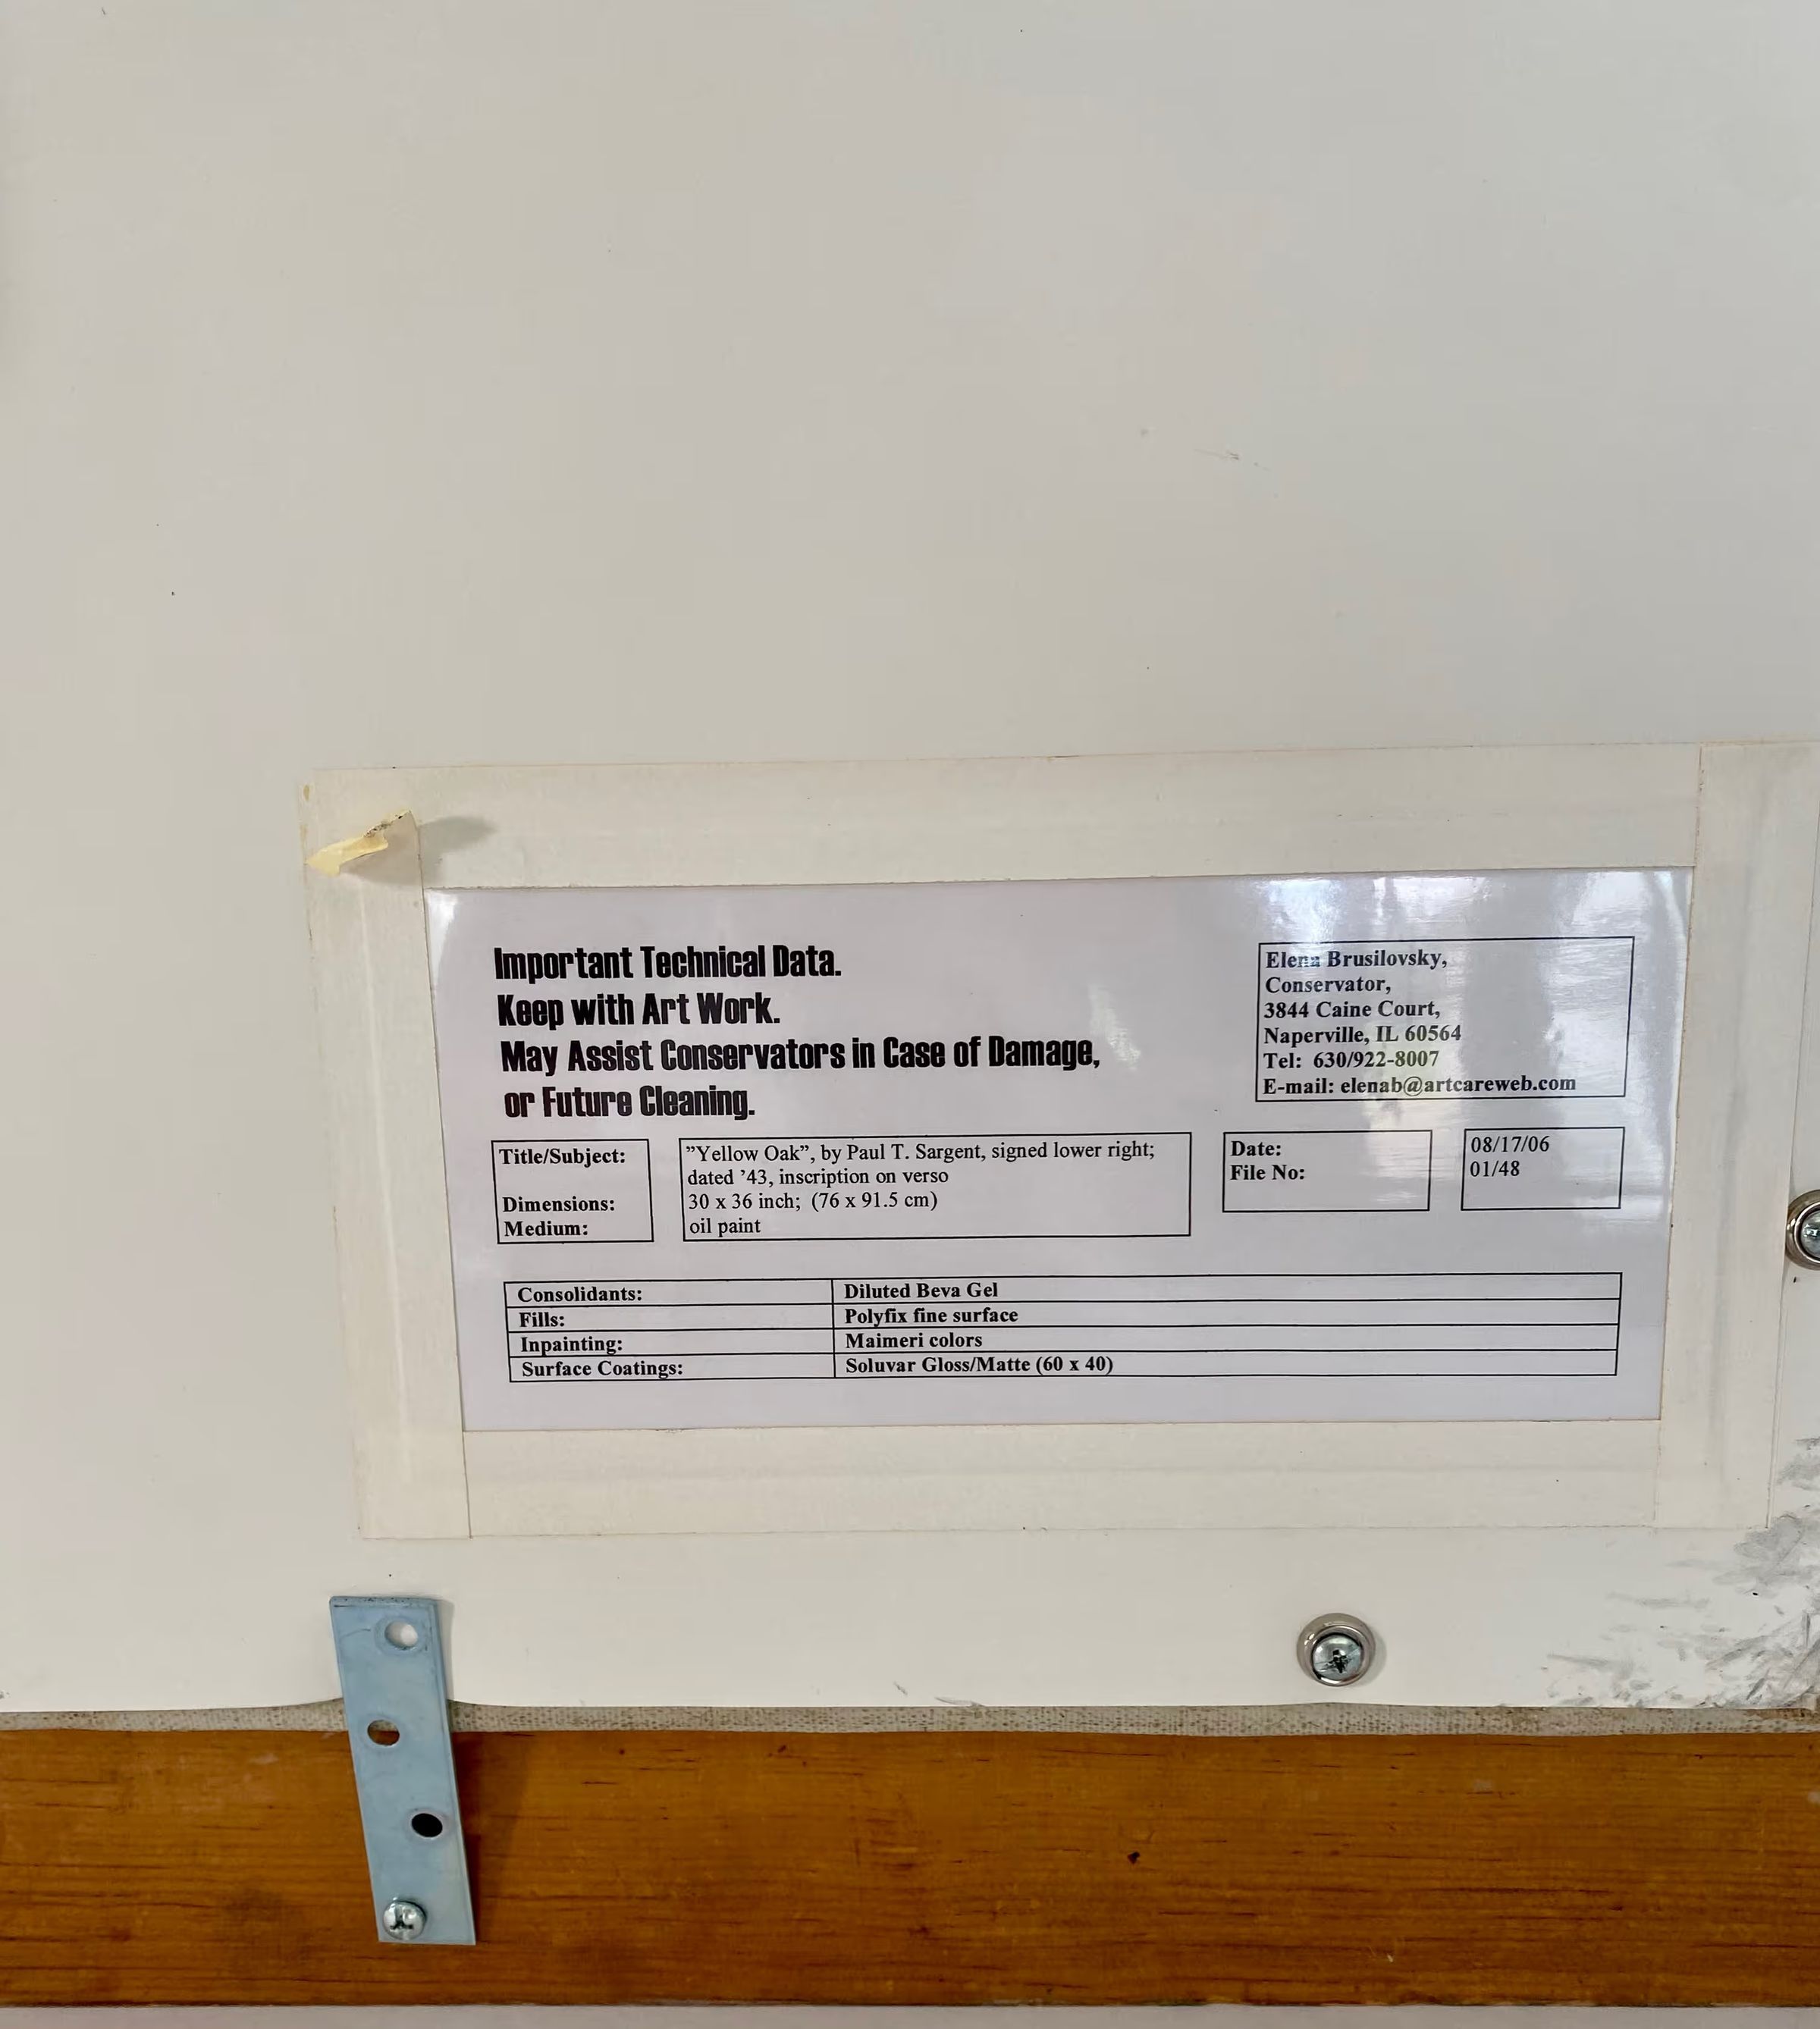 Important Technical Data.
Keep with Art Work.
May Assist Conservators in Case of Damage,
or Future Cleaning.
Elena Brusilovsky,
Conservator,
3844 Caine Court,
Naperville, IL 60564
Tel: 630/922-8007
E-mail: elenab@artcareweb.com
Title/Subject: ”Yellow Oak”, by Paul T. Sargent, signed lower right;
dated ’43, inscription on verso
Dimensions: 30 x 36 inch; (76 x 91.5 cm)
Medium: oil paint
Date: 08/17/06
File No: 01/48
Consolidants: Diluted Beva Gel
Fills: Polyfix fine surface
Inpainting: Maimeri colors
Surface Coatings: Soluvar Gloss/Matte (60 x 40)